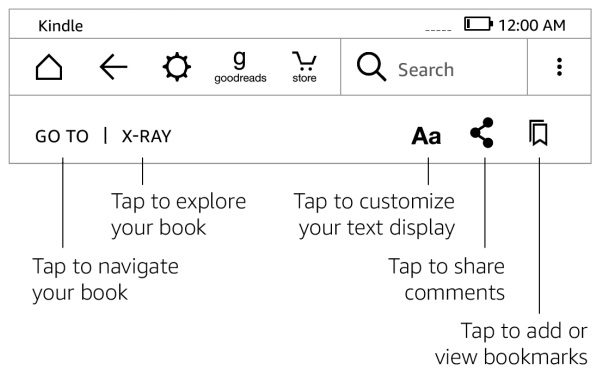 Kindle
12:00 AM
g
goodreads
store
Search
GO TO | X-RAY
Aa
Tap to explore
your book
Tap to customize
your text display
Tap to navigate
your book
Tap to share
comments
Tap to add or
view bookmarks